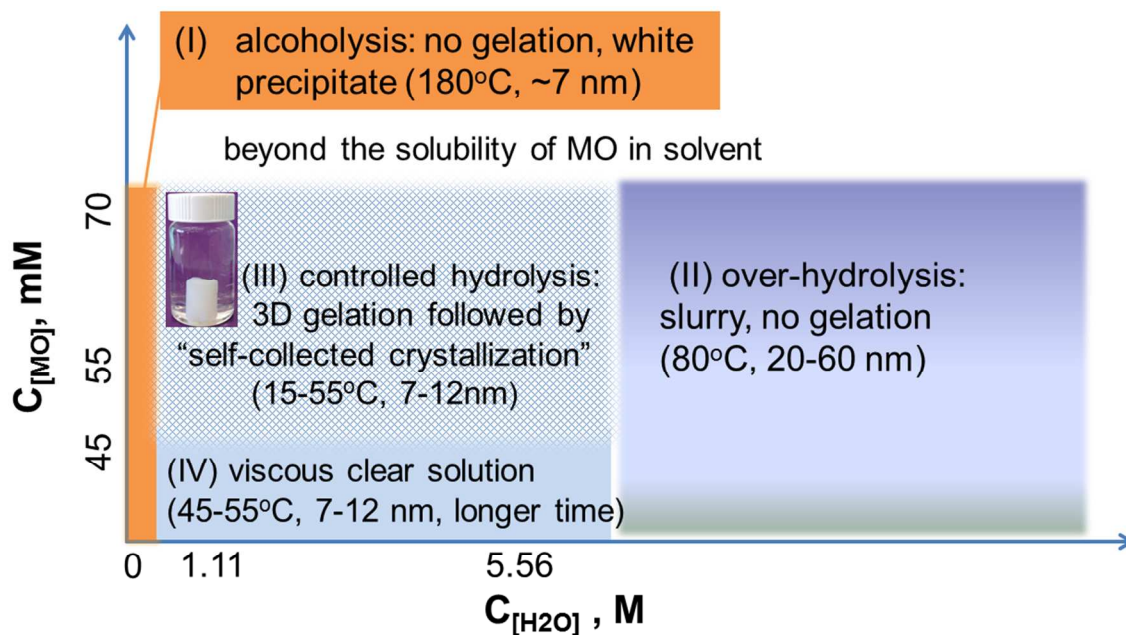 (I) alcoholysis: no gelation, white
precipitate (180°C, ~7 nm)
beyond the solubility of MO in solvent
(III) controlled hydrolysis:
3D gelation followed by
“self-collected crystallization”
(15-55°C, 7-12nm)
(II) over-hydrolysis:
slurry, no gelation
(80°C, 20-60 nm)
(IV) viscous clear solution
(45-55°C, 7-12 nm, longer time)
C[MO], mM
70
55
45
0 1.11 5.56
C[H2O] , M